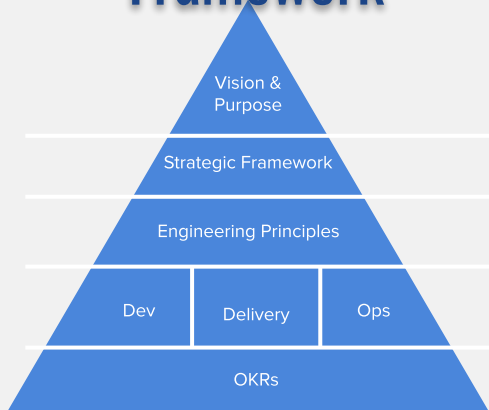 Framework
Vision &
Purpose
Strategic Framework
Engineering Principles
Dev
Delivery
Ops
OKRs